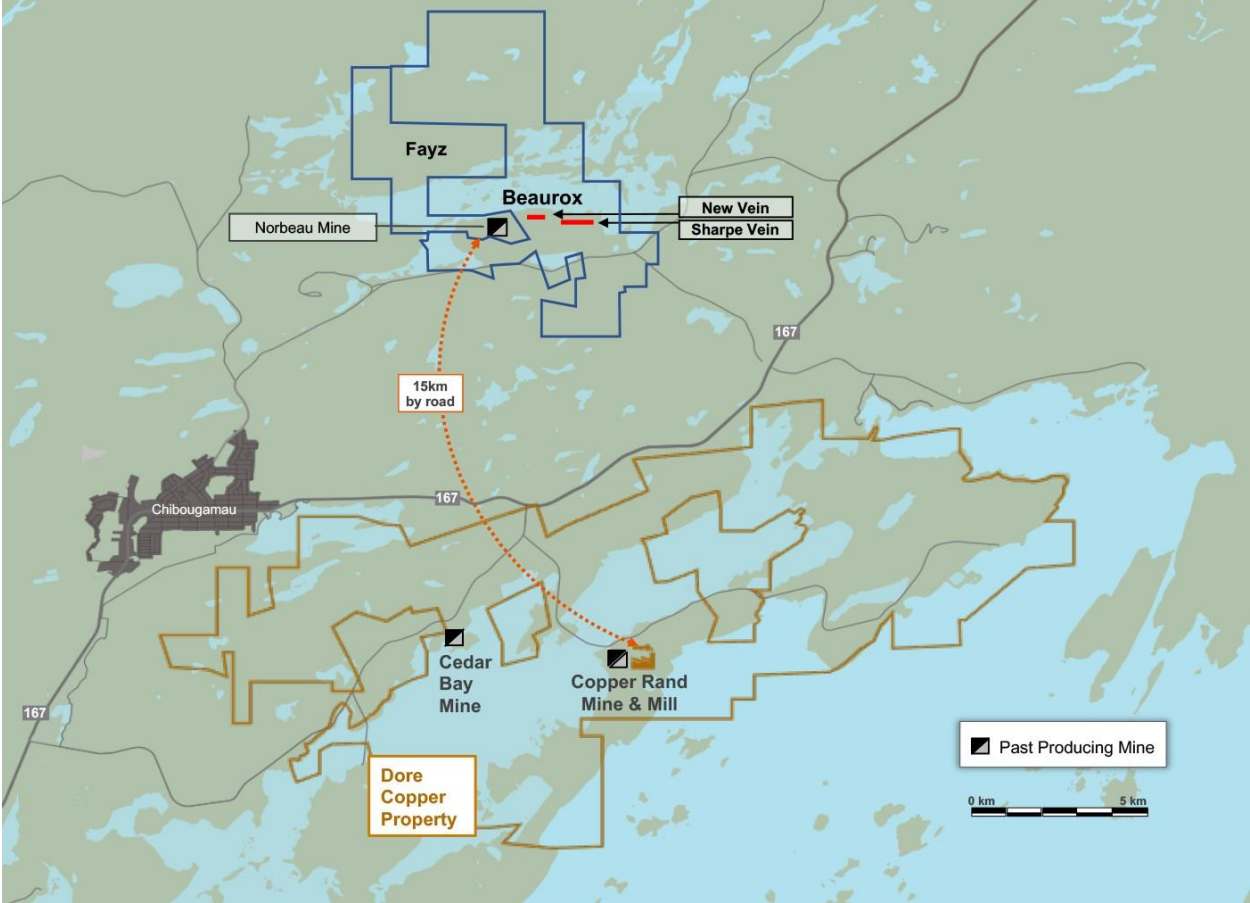 Fayz
Beaurox
New Vein
Sharpe Vein
Norbeau Mine
167
15km
by road
167
Chibougamau
Cedar
Bay
Mine
Copper Rand
Mine & Mill
167
Dore
Copper
Property
Past Producing Mine
0 km 5 km